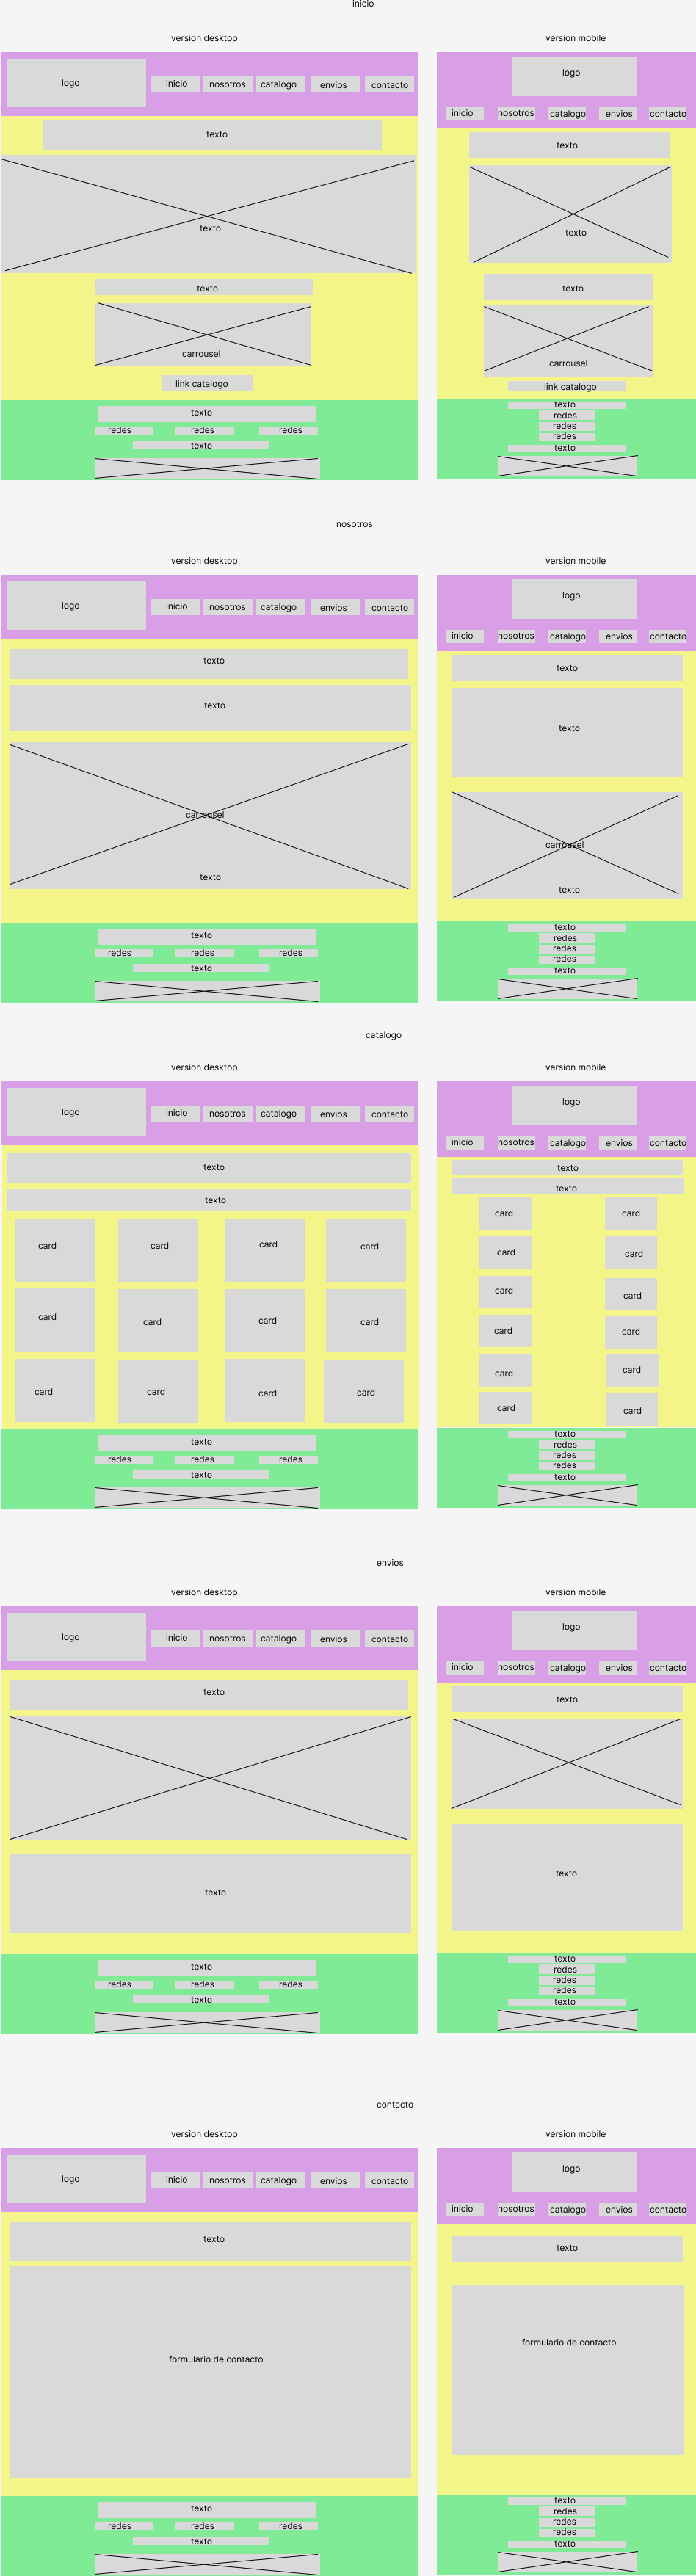 inicio
version desktop
version mobile
logo
inicio
nosotros
catalogo
envios
contacto
texto
texto
texto
carrousel
link catalogo
texto
redes
redes
redes
texto
logo
inicio
nosotros
catalogo
envios
contacto
texto
texto
texto
carrousel
link catalogo
texto
redes
redes
redes
texto
nosotros
version desktop
version mobile
logo
inicio
nosotros
catalogo
envios
contacto
texto
texto
carrousel
texto
texto
redes
redes
redes
texto
logo
inicio
nosotros
catalogo
envios
contacto
texto
texto
carrousel
texto
texto
redes
redes
redes
texto
catalogo
version desktop
version mobile
logo
inicio
nosotros
catalogo
envios
contacto
texto
texto
card
card
card
card
card
card
card
card
card
card
card
card
texto
redes
redes
redes
texto
logo
inicio
nosotros
catalogo
envios
contacto
texto
texto
card
card
card
card
card
card
card
card
card
card
card
card
texto
redes
redes
redes
texto
envios
version desktop
version mobile
logo
inicio
nosotros
catalogo
envios
contacto
texto
texto
texto
redes
redes
redes
texto
logo
inicio
nosotros
catalogo
envios
contacto
texto
texto
texto
redes
redes
redes
texto
contacto
version desktop
version mobile
logo
inicio
nosotros
catalogo
envios
contacto
texto
formulario de contacto
texto
redes
redes
redes
texto
logo
inicio
nosotros
catalogo
envios
contacto
texto
formulario de contacto
texto
redes
redes
redes
texto